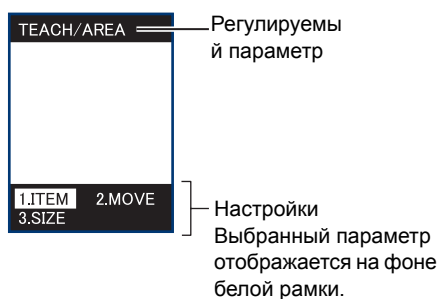 TEACH/AREA
Регулируемы
й параметр
1.ITEM 2.MOVE
3.SIZE
Настройки
Выбранный параметр
отображается на фоне
белой рамки.